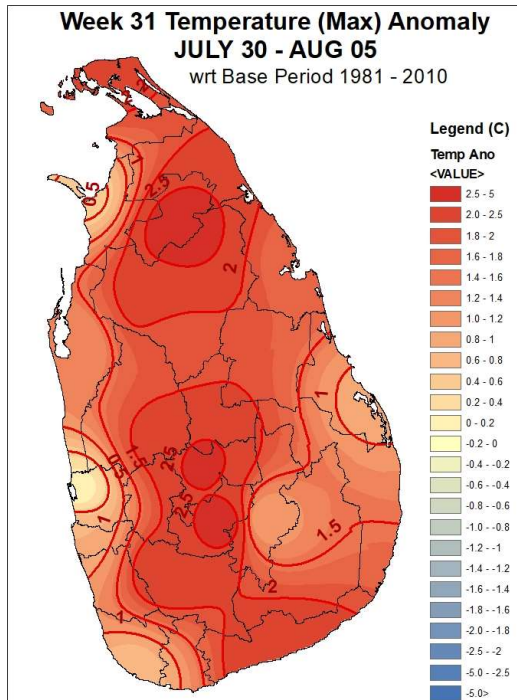 Week 31 Temperature (Max) Anomaly
JULY 30 - AUG 05
wrt Base Period 1981 - 2010
Legend (C)
Temp Ano
<VALUE>
2.5 - 5
2.0 - 2.5
1.8 - 2
1.6 - 1.8
1.4 - 1.6
1.2 - 1.4
1.0 - 1.2
0.8 - 1
0.6 - 0.8
0.4 - 0.6
0.2 - 0.4
0 - 0.2
-0.2 - 0
-0.4 - -0.2
-0.6 - -0.4
-0.8 - -0.6
-1.0 - -0.8
-1.2 - -1
-1.4 - -1.2
-1.6 - -1.4
-1.8 - -1.6
-2.0 - -1.8
-2.5 - -2
-5.0 - -2.5
-5.0>
2
1
0.5
2.5
2
1
1.5
0.5
2.5
2.5
1
1.5
2
1